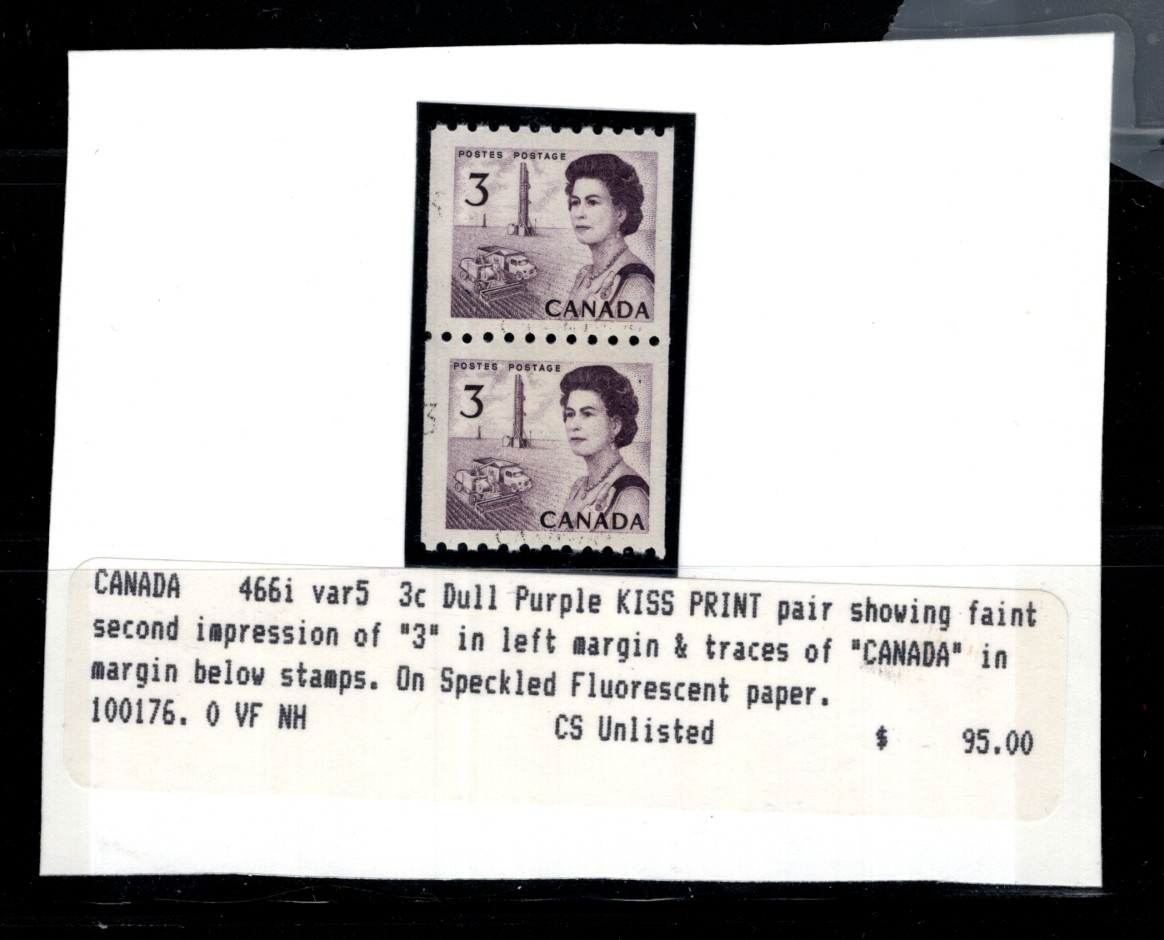 POSTES POSTAGE
3
CANADA
POSTES POSTAGE
3
3
CANADA
CANADA 466i var5 3c Dull Purple KISS PRINT pair showing faint
second impression of "3" in left margin & traces of "CANADA" in
margin below stamps. On Speckled Fluorescent paper.
100176. O VF NH CS Unlisted $ 95.00